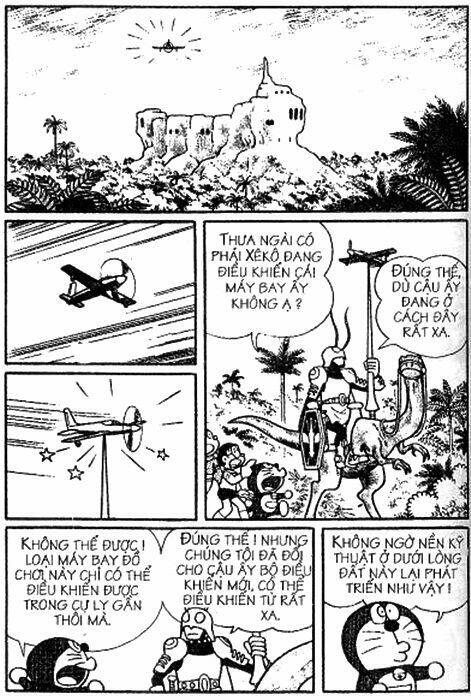 THƯA NGÀI CÓ
PHẢI XÊKÔ ĐANG
ĐIỀU KHIỂN CÁI
MÁY BAY ẤY
KHÔNG Ạ ?
ĐÚNG THẾ,
DÙ CẬU ẤY
ĐANG Ở
CÁCH ĐÂY
RẤT XA.
KHÔNG THỂ ĐƯỢC !
LOẠI MÁY BAY ĐỒ
CHƠI NÀY CHỈ CÓ THỂ
ĐIỀU KHIỂN ĐƯỢC
TRONG CỰ LY GẦN
THÔI MÀ.
ĐÚNG THẾ ! NHƯNG
CHÚNG TÔI ĐÃ ĐỔI
CHO CẬU ẤY BỘ ĐIỀU
KHIỂN MỚI, CÓ THỂ
ĐIỀU KHIỂN TỪ RẤT
XA.
KHÔNG NGỜ NỀN KỸ
THUẬT Ở DƯỚI LÒNG
ĐẤT NÀY LẠI PHÁT
TRIỂN NHƯ VẬY !